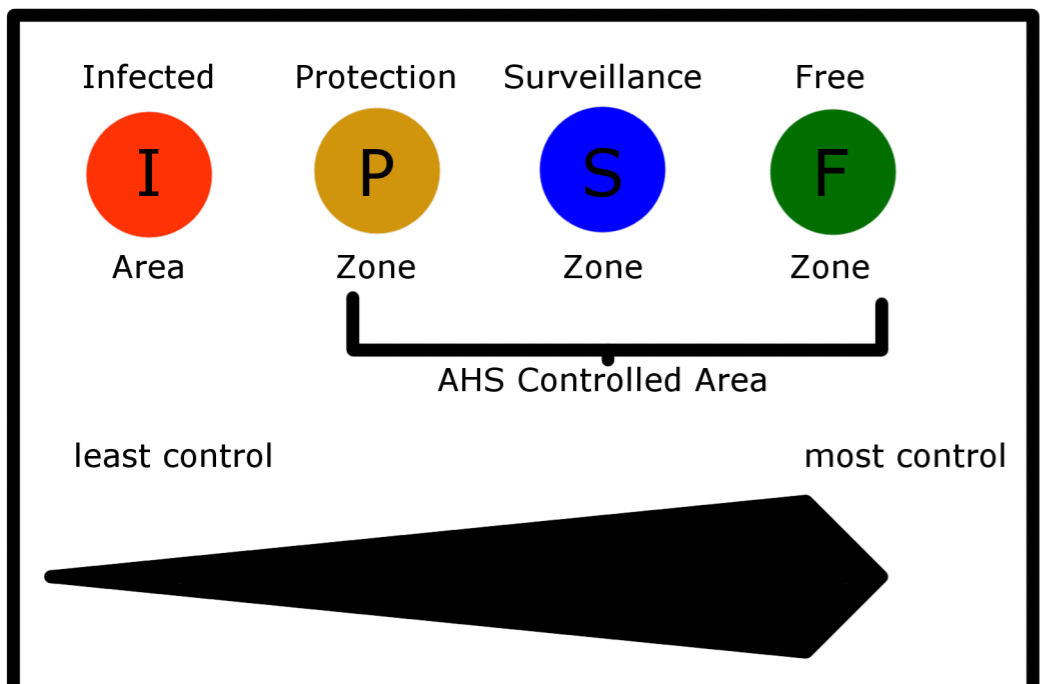 Infected Protection Surveillance Free
I P S F
Area Zone Zone Zone
AHS Controlled Area
least control most control